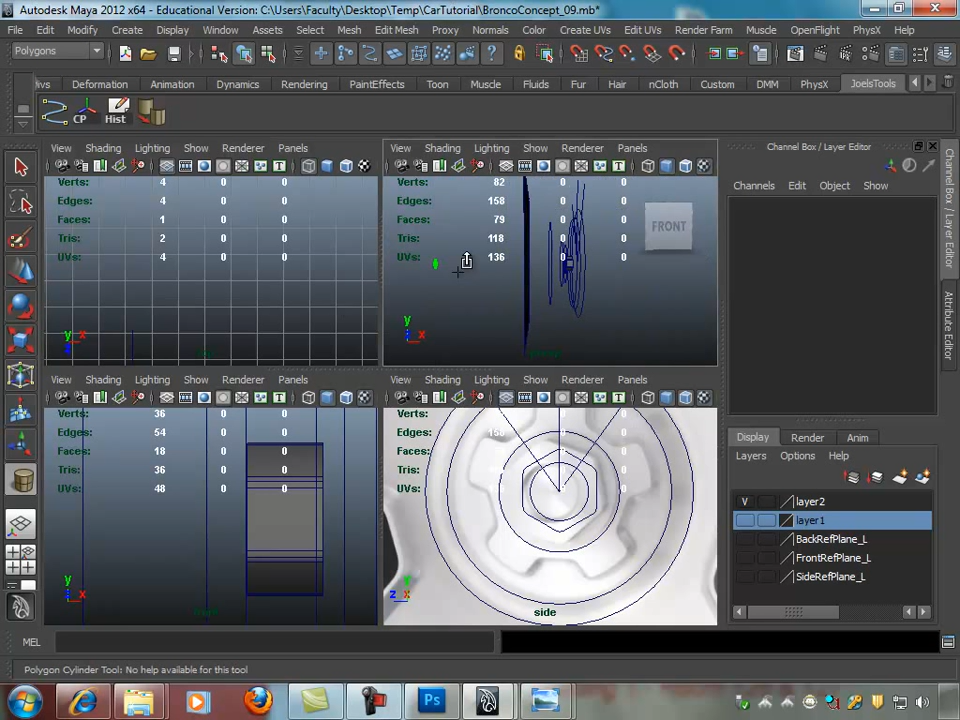 Autodesk Maya 2012 x64 - Educational Version: C:\Users\Faculty\Desktop\Temp\CarTutorial\BroncoConcept_09.mb*
File Edit Modify Create Display Window Assets Select Mesh Edit Mesh Proxy Normals Color Create UVs Edit UVs Render Farm Muscle OpenFlight PhysX Help
Polygons
ivs Deformation Animation Dynamics Rendering PaintEffects Toon Muscle Fluids Fur Hair nCloth Custom DMM PhysX JoelsTools
CP Hist
Channel Box / Layer Editor
View Shading Lighting Show Renderer Panels
Verts: 4 0 0
Edges: 4 0 0
Faces: 1 0 0
Tris: 2 0 0
UVs: 4 0 0
y x
z
View Shading Lighting Show Renderer Panels
Verts: 82 0 0
Edges: 158 0 0
Faces: 79 0 0
Tris: 118 0 0
UVs: 136 0 0
FRONT
y
x
Channels Edit Object Show
Channel Box / Layer Editor
Attribute Editor
View Shading Lighting Show Renderer Panels
Verts: 36 0 0
Edges: 54 0 0
Faces: 18 0 0
Tris: 36 0 0
UVs: 48 0 0
y
z x
View Shading Lighting Show Renderer Panels
Verts:
Edges:
Faces:
Tris:
UVs:
y
z x
side
Display Render Anim
Layers Options Help
V layer2
layer1
BackRefPlane_L
FrontRefPlane_L
SideRefPlane_L
MEL
Polygon Cylinder Tool: No help available for this tool
Ps